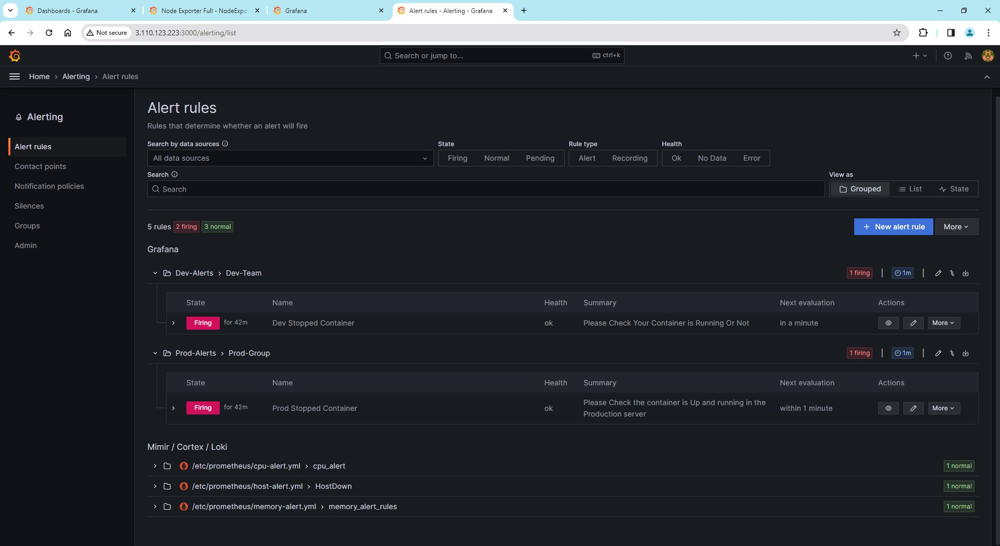 Dashboards - Grafana
Node Exporter Full - NodeExpo
Grafana
Alert rules - Alerting - Grafana
Not secure
3.110.123.223:3000/alerting/list
Search or jump to...
ctrl+k
Home › Alerting › Alert rules
Alerting
Alert rules
Contact points
Notification policies
Silences
Groups
Admin
Alert rules
Rules that determine whether an alert will fire
Search by data sources
State
Rule type
Health
All data sources
Firing Normal Pending
Alert Recording
Ok No Data Error
Search
View as
Search
Grouped List State
5 rules 2 firing 3 normal
New alert rule
More
Grafana
Dev-Alerts › Dev-Team
1 firing | 1m |
State Name Health Summary Next evaluation Actions
Firing for 42m Dev Stopped Container ok Please Check Your Container is Running Or Not in a minute More
Prod-Alerts › Prod-Group
1 firing | 1m |
State Name Health Summary Next evaluation Actions
Firing for 42m Prod Stopped Container ok Please Check the container is Up and running in the
Production server
within 1 minute More
Mimir / Cortex / Loki
/etc/prometheus/cpu-alert.yml › cpu_alert 1 normal
/etc/prometheus/host-alert.yml › HostDown 1 normal
/etc/prometheus/memory-alert.yml › memory_alert_rules 1 normal